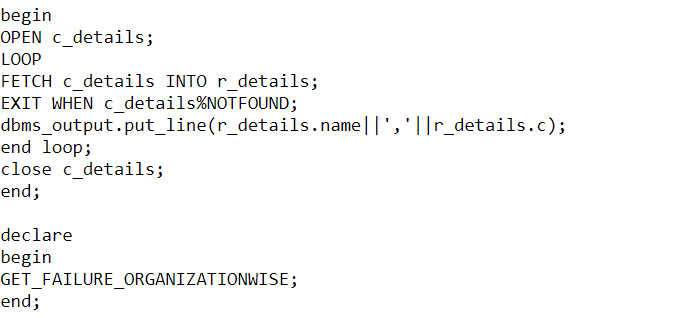 begin
OPEN c_details;
LOOP
FETCH c_details INTO r_details;
EXIT WHEN c_details%NOTFOUND;
dbms_output.put_line(r_details.name||','||r_details.c);
end loop;
close c_details;
end;

declare
begin
GET_FAILURE_ORGANIZATIONWISE;
end;